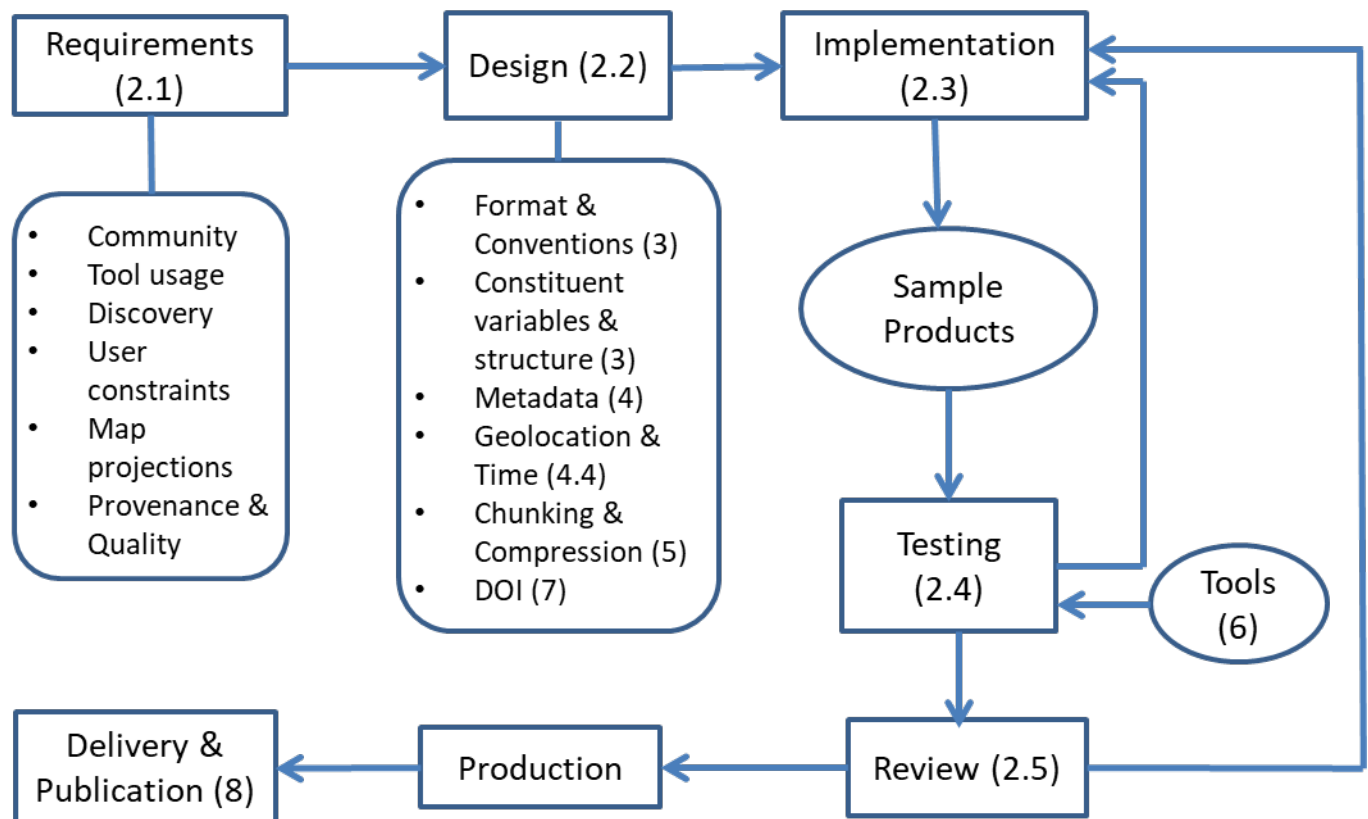 Requirements
(2.1)
Design (2.2)
Implementation
(2.3)
• Community
• Tool usage
• Discovery
• User
constraints
• Map
projections
• Provenance &
Quality
• Format &
Conventions (3)
• Constituent
variables &
structure (3)
• Metadata (4)
• Geolocation &
Time (4.4)
• Chunking &
Compression (5)
• DOI (7)
Sample
Products
Testing
(2.4)
Tools
(6)
Delivery &
Publication (8)
Production
Review (2.5)